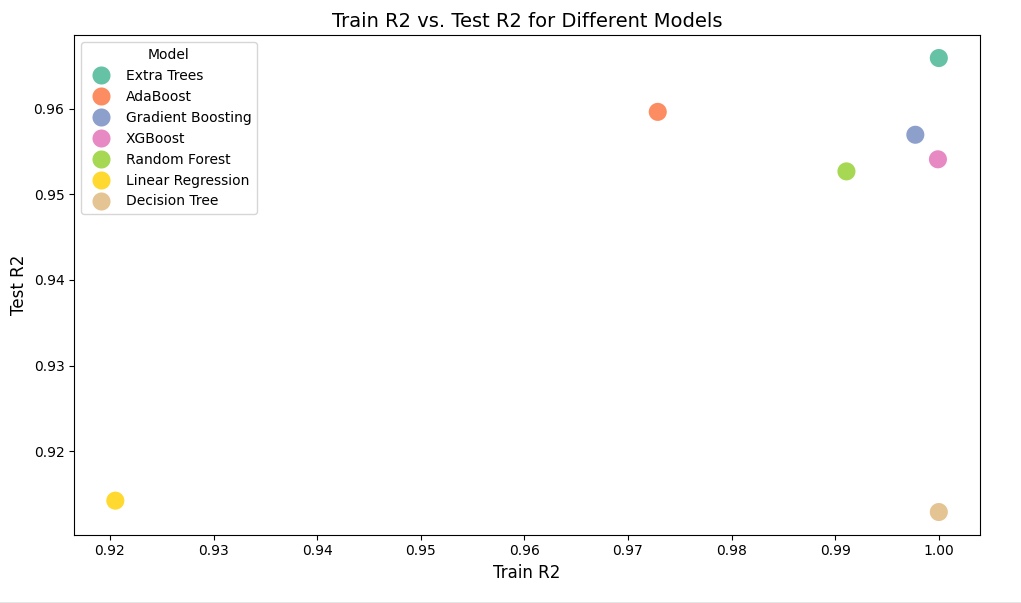 Train R2 vs. Test R2 for Different Models
Model
Extra Trees
AdaBoost
Gradient Boosting
XGBoost
Random Forest
Linear Regression
Decision Tree
Test R2
0.96
0.95
0.94
0.93
0.92
0.92 0.93 0.94 0.95 0.96 0.97 0.98 0.99 1.00
Train R2